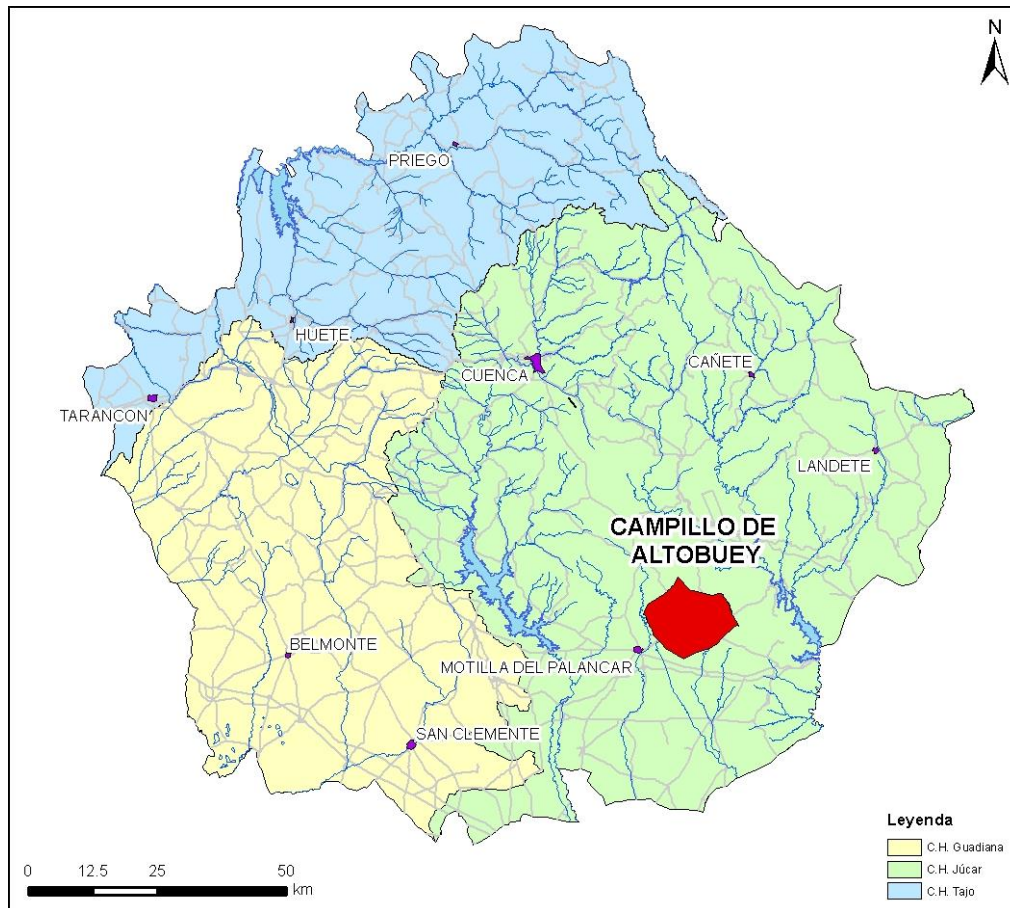 N
PRIEGO
HUETE
CUENCA
CAÑETE
TARANCON
LANDETE
CAMPILLO DE
ALTOBUEY
BELMONTE
MOTILLA DEL PALANCAR
SAN CLEMENTE
Leyenda
C.H. Guadiana
C.H. Júcar
C.H. Tajo
0 12.5 25 50
km